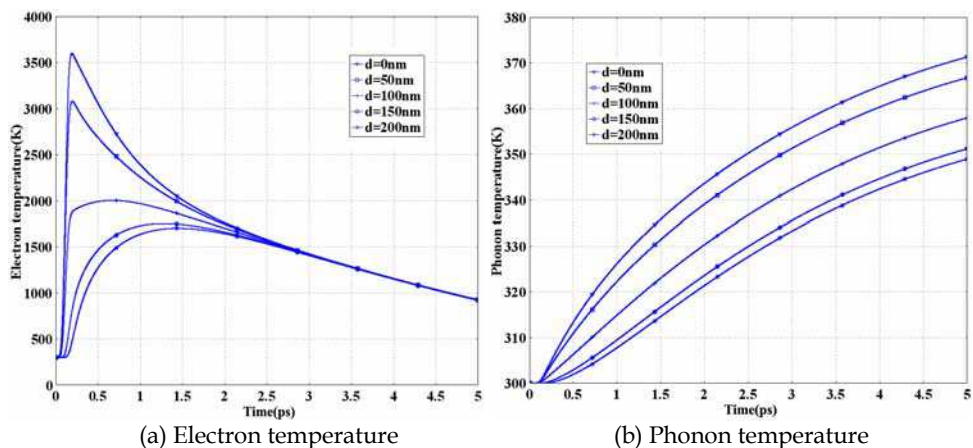 4000
3500
3000
2500
2000
1500
1000
500
0
Electron temperature(K)
0 0.5 1 1.5 2 2.5 3 3.5 4 4.5 5
Time(ps)
d=0nm
d=50nm
d=100nm
d=150nm
d=200nm
(a) Electron temperature
380
370
360
350
340
330
320
310
300
Phonon temperature(K)
0 0.5 1 1.5 2 2.5 3 3.5 4 4.5 5
Time(ps)
d=0nm
d=50nm
d=100nm
d=150nm
d=200nm
(b) Phonon temperature